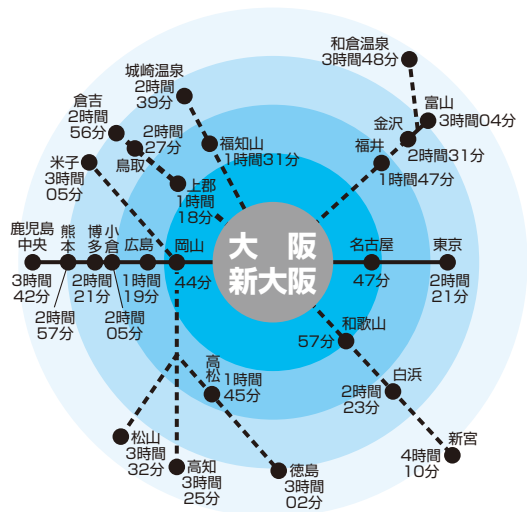 和倉温泉
3時間48分
富山
3時間04分
金沢
2時間31分
福井
1時間47分
城崎温泉
2時間
39分
福知山
1時間31分
倉吉
2時間
56分
2時間
27分
鳥取
上郡
1時間
18分
米子
3時間
05分
鹿児島
中央
3時間
42分
熊本
2時間
57分
博多
2時間
21分
小倉
2時間
05分
広島
1時間
19分
岡山
44分
大 阪
新大阪
名古屋
47分
東京
2時間
21分
和歌山
57分
白浜
2時間
23分
新宮
4時間
10分
高松
1時間
45分
徳島
3時間
02分
高知
3時間
25分
松山
3時間
32分